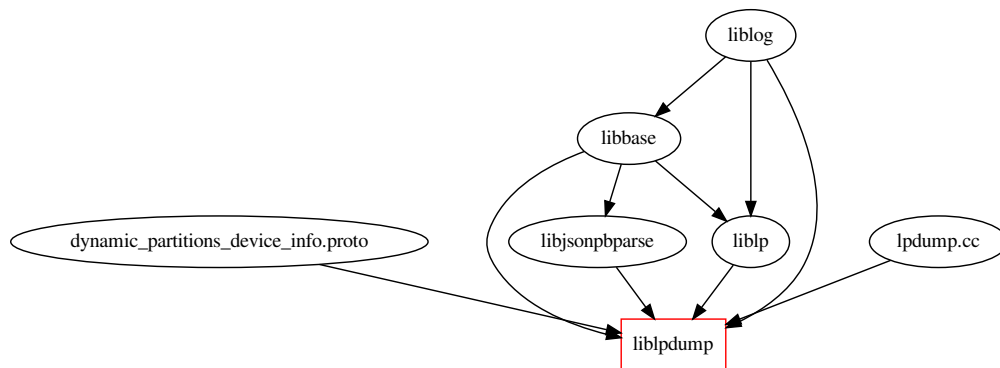 liblog
libbase
dynamic_partitions_device_info.proto
libjsonpbparse
liblp
lpdump.cc
liblpdump